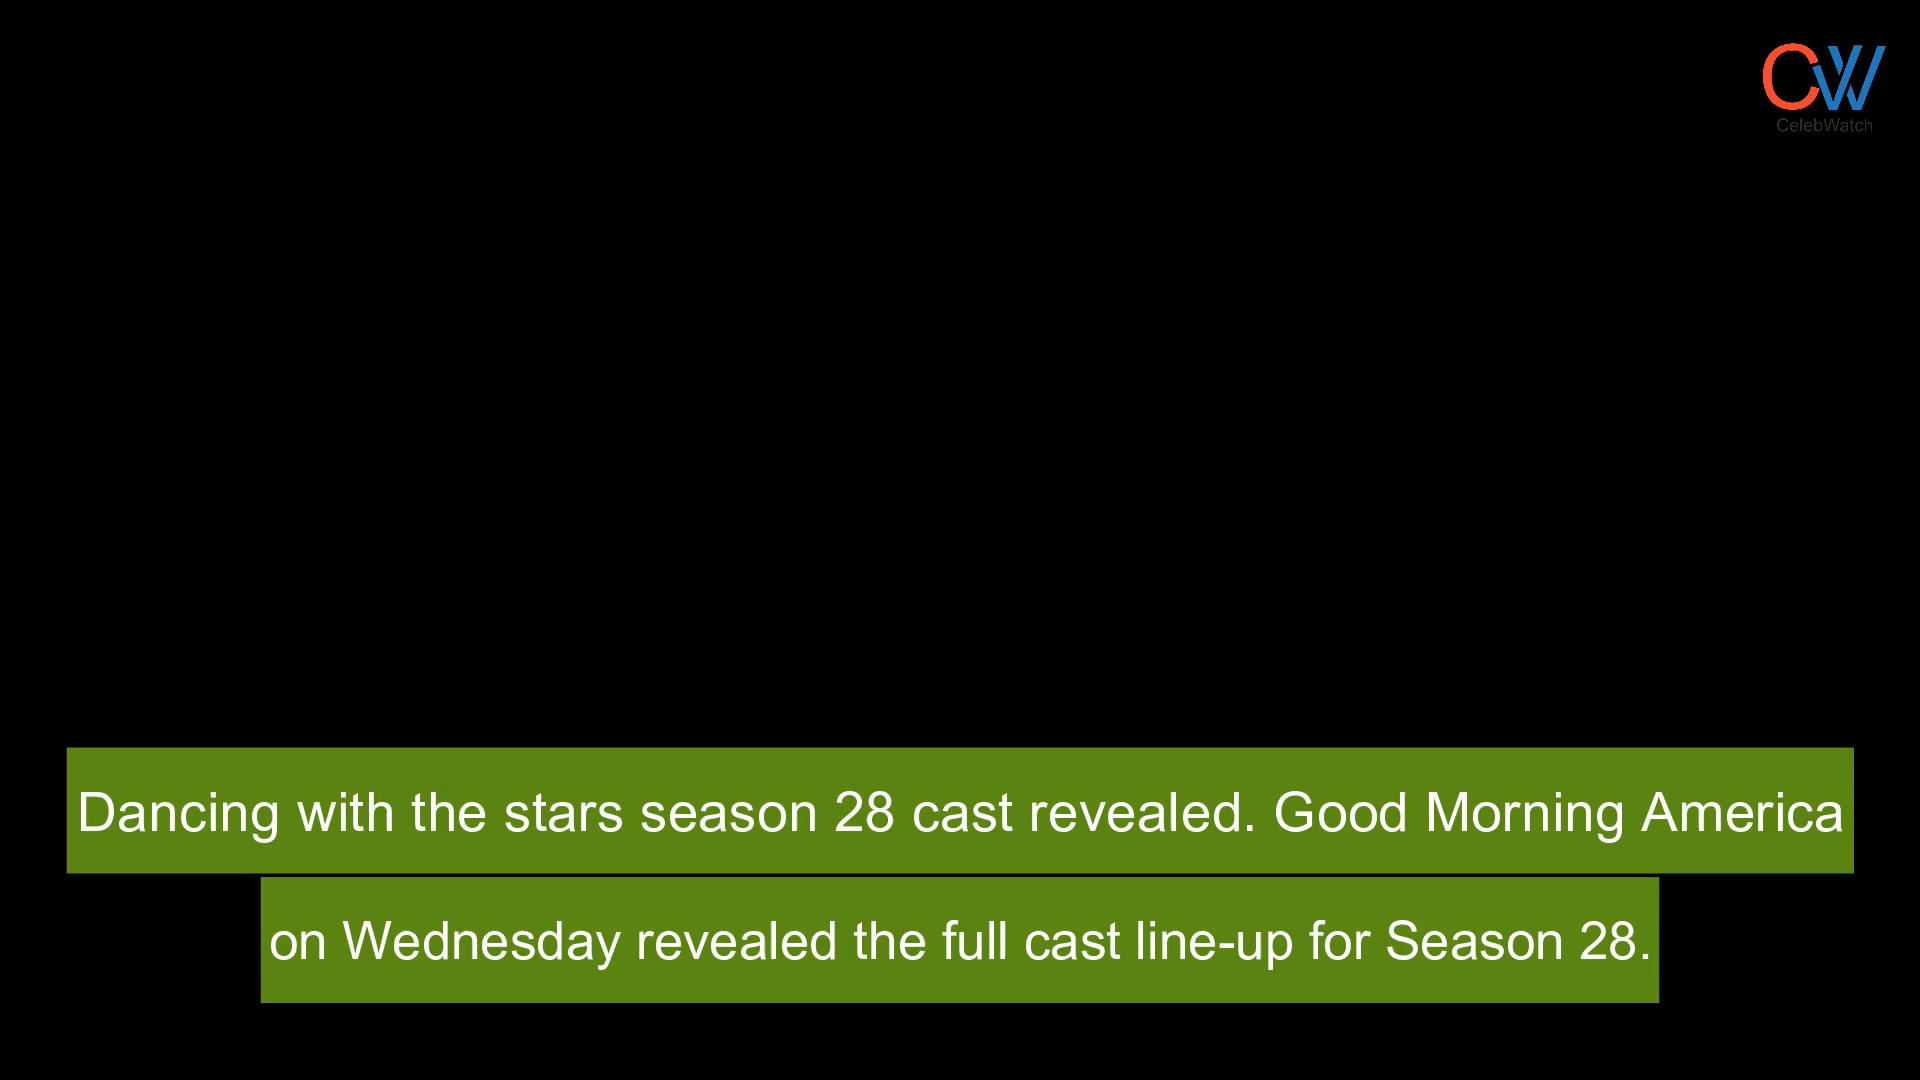 CW
CelebWatch
Dancing with the stars season 28 cast revealed. Good Morning America
on Wednesday revealed the full cast line-up for Season 28.